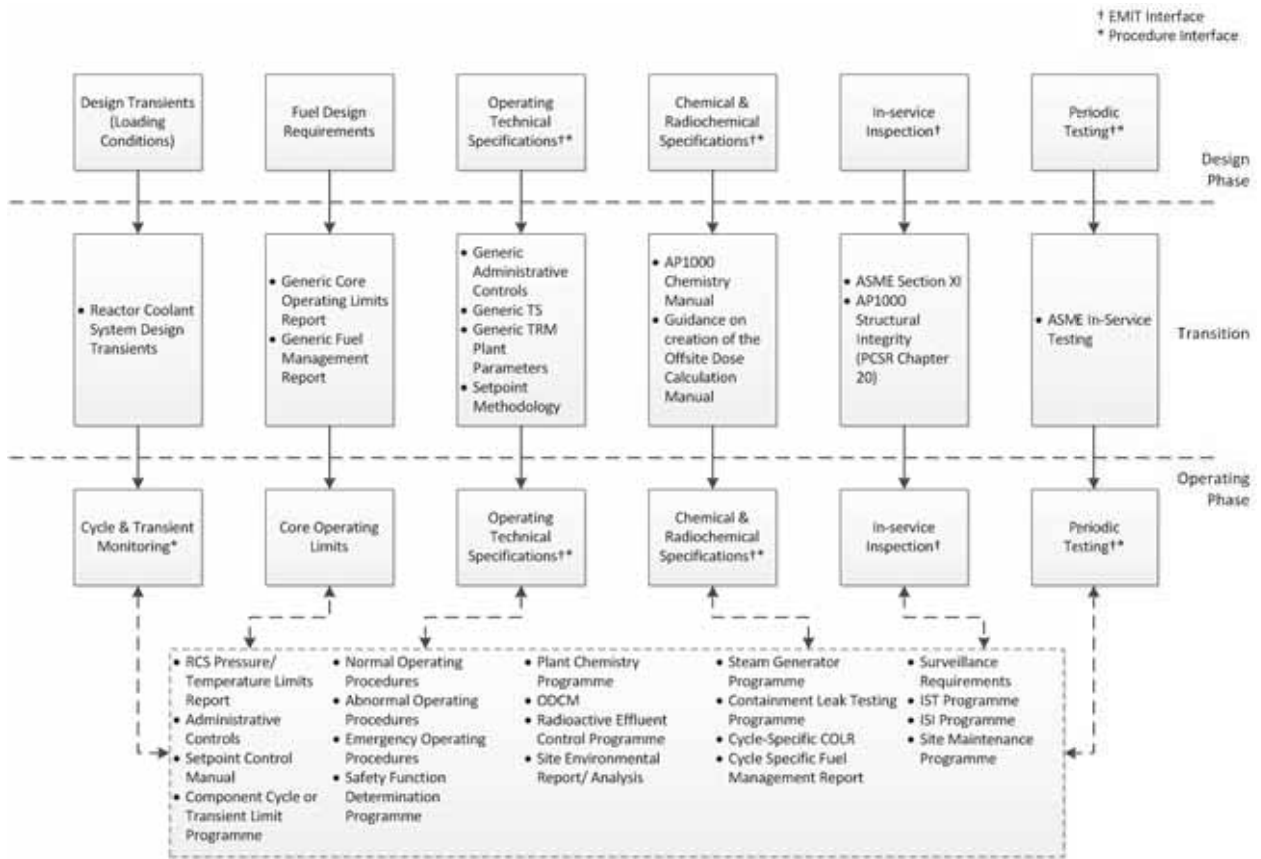 † EMIT Interface
* Procedure Interface
Design Transients
(Loading
Conditions)
Fuel Design
Requirements
Operating
Technical
Specifications†*
Chemical &
Radiochemical
Specifications†*
In-service
Inspection†
Periodic
Testing†*
Design
Phase
• Reactor Coolant
System Design
Transients
• Generic Core
Operating Limits
Report
• Generic Fuel
Management
Report
• Generic
Administrative
Controls
• Generic TS
• Generic TRM
Plant
Parameters
• Setpoint
Methodology
• AP1000
Chemistry
Manual
• Guidance on
creation of the
Offsite Dose
Calculation
Manual
• ASME Section XI
• AP1000
Structural
Integrity
(PCSR Chapter
20)
• ASME In-Service
Testing
Transition
Operating
Phase
Cycle & Transient
Monitoring*
Core Operating
Limits
Operating
Technical
Specifications†*
Chemical &
Radiochemical
Specifications†*
In-service
Inspection†
Periodic
Testing†*
• RCS Pressure/
Temperature Limits
Report
• Administrative
Controls
• Setpoint Control
Manual
• Component Cycle or
Transient Limit
Programme
• Normal Operating
Procedures
• Abnormal Operating
Procedures
• Emergency Operating
Procedures
• Safety Function
Determination
Programme
• Plant Chemistry
Programme
• ODCM
• Radioactive Effluent
Control Programme
• Site Environmental
Report/ Analysis
• Steam Generator
Programme
• Containment Leak Testing
Programme
• Cycle-Specific COLR
• Cycle Specific Fuel
Management Report
• Surveillance
Requirements
• IST Programme
• ISI Programme
• Site Maintenance
Programme